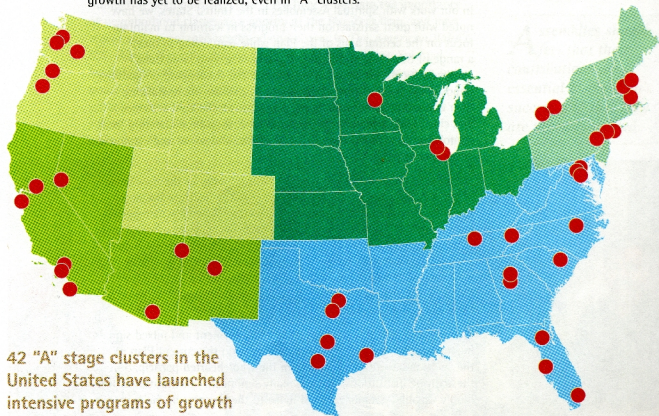 growth has yet to be realized, even in "A" clusters.
42 "A" stage clusters in the
United States have launched
intensive programs of growth